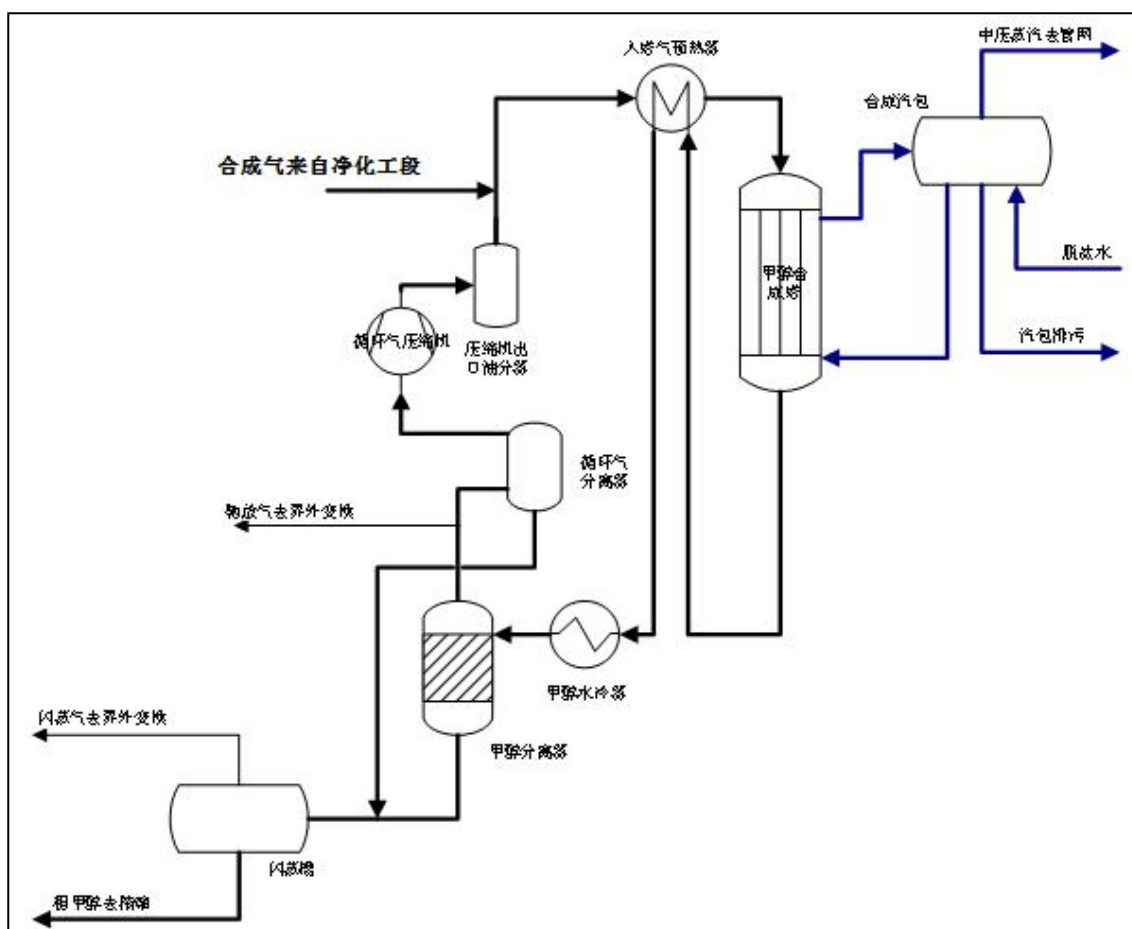 中压蒸汽去管网
入塔气预热器
合成汽包
合成气来自净化工段
脱盐水
甲醇合
成塔
循环气压缩机
压缩机出
口油分器
汽包排污
循环气
分离器
驰放气去界外变换
甲醇水冷器
闪蒸气去界外变换
甲醇分离器
闪蒸槽
粗甲醇去精馏